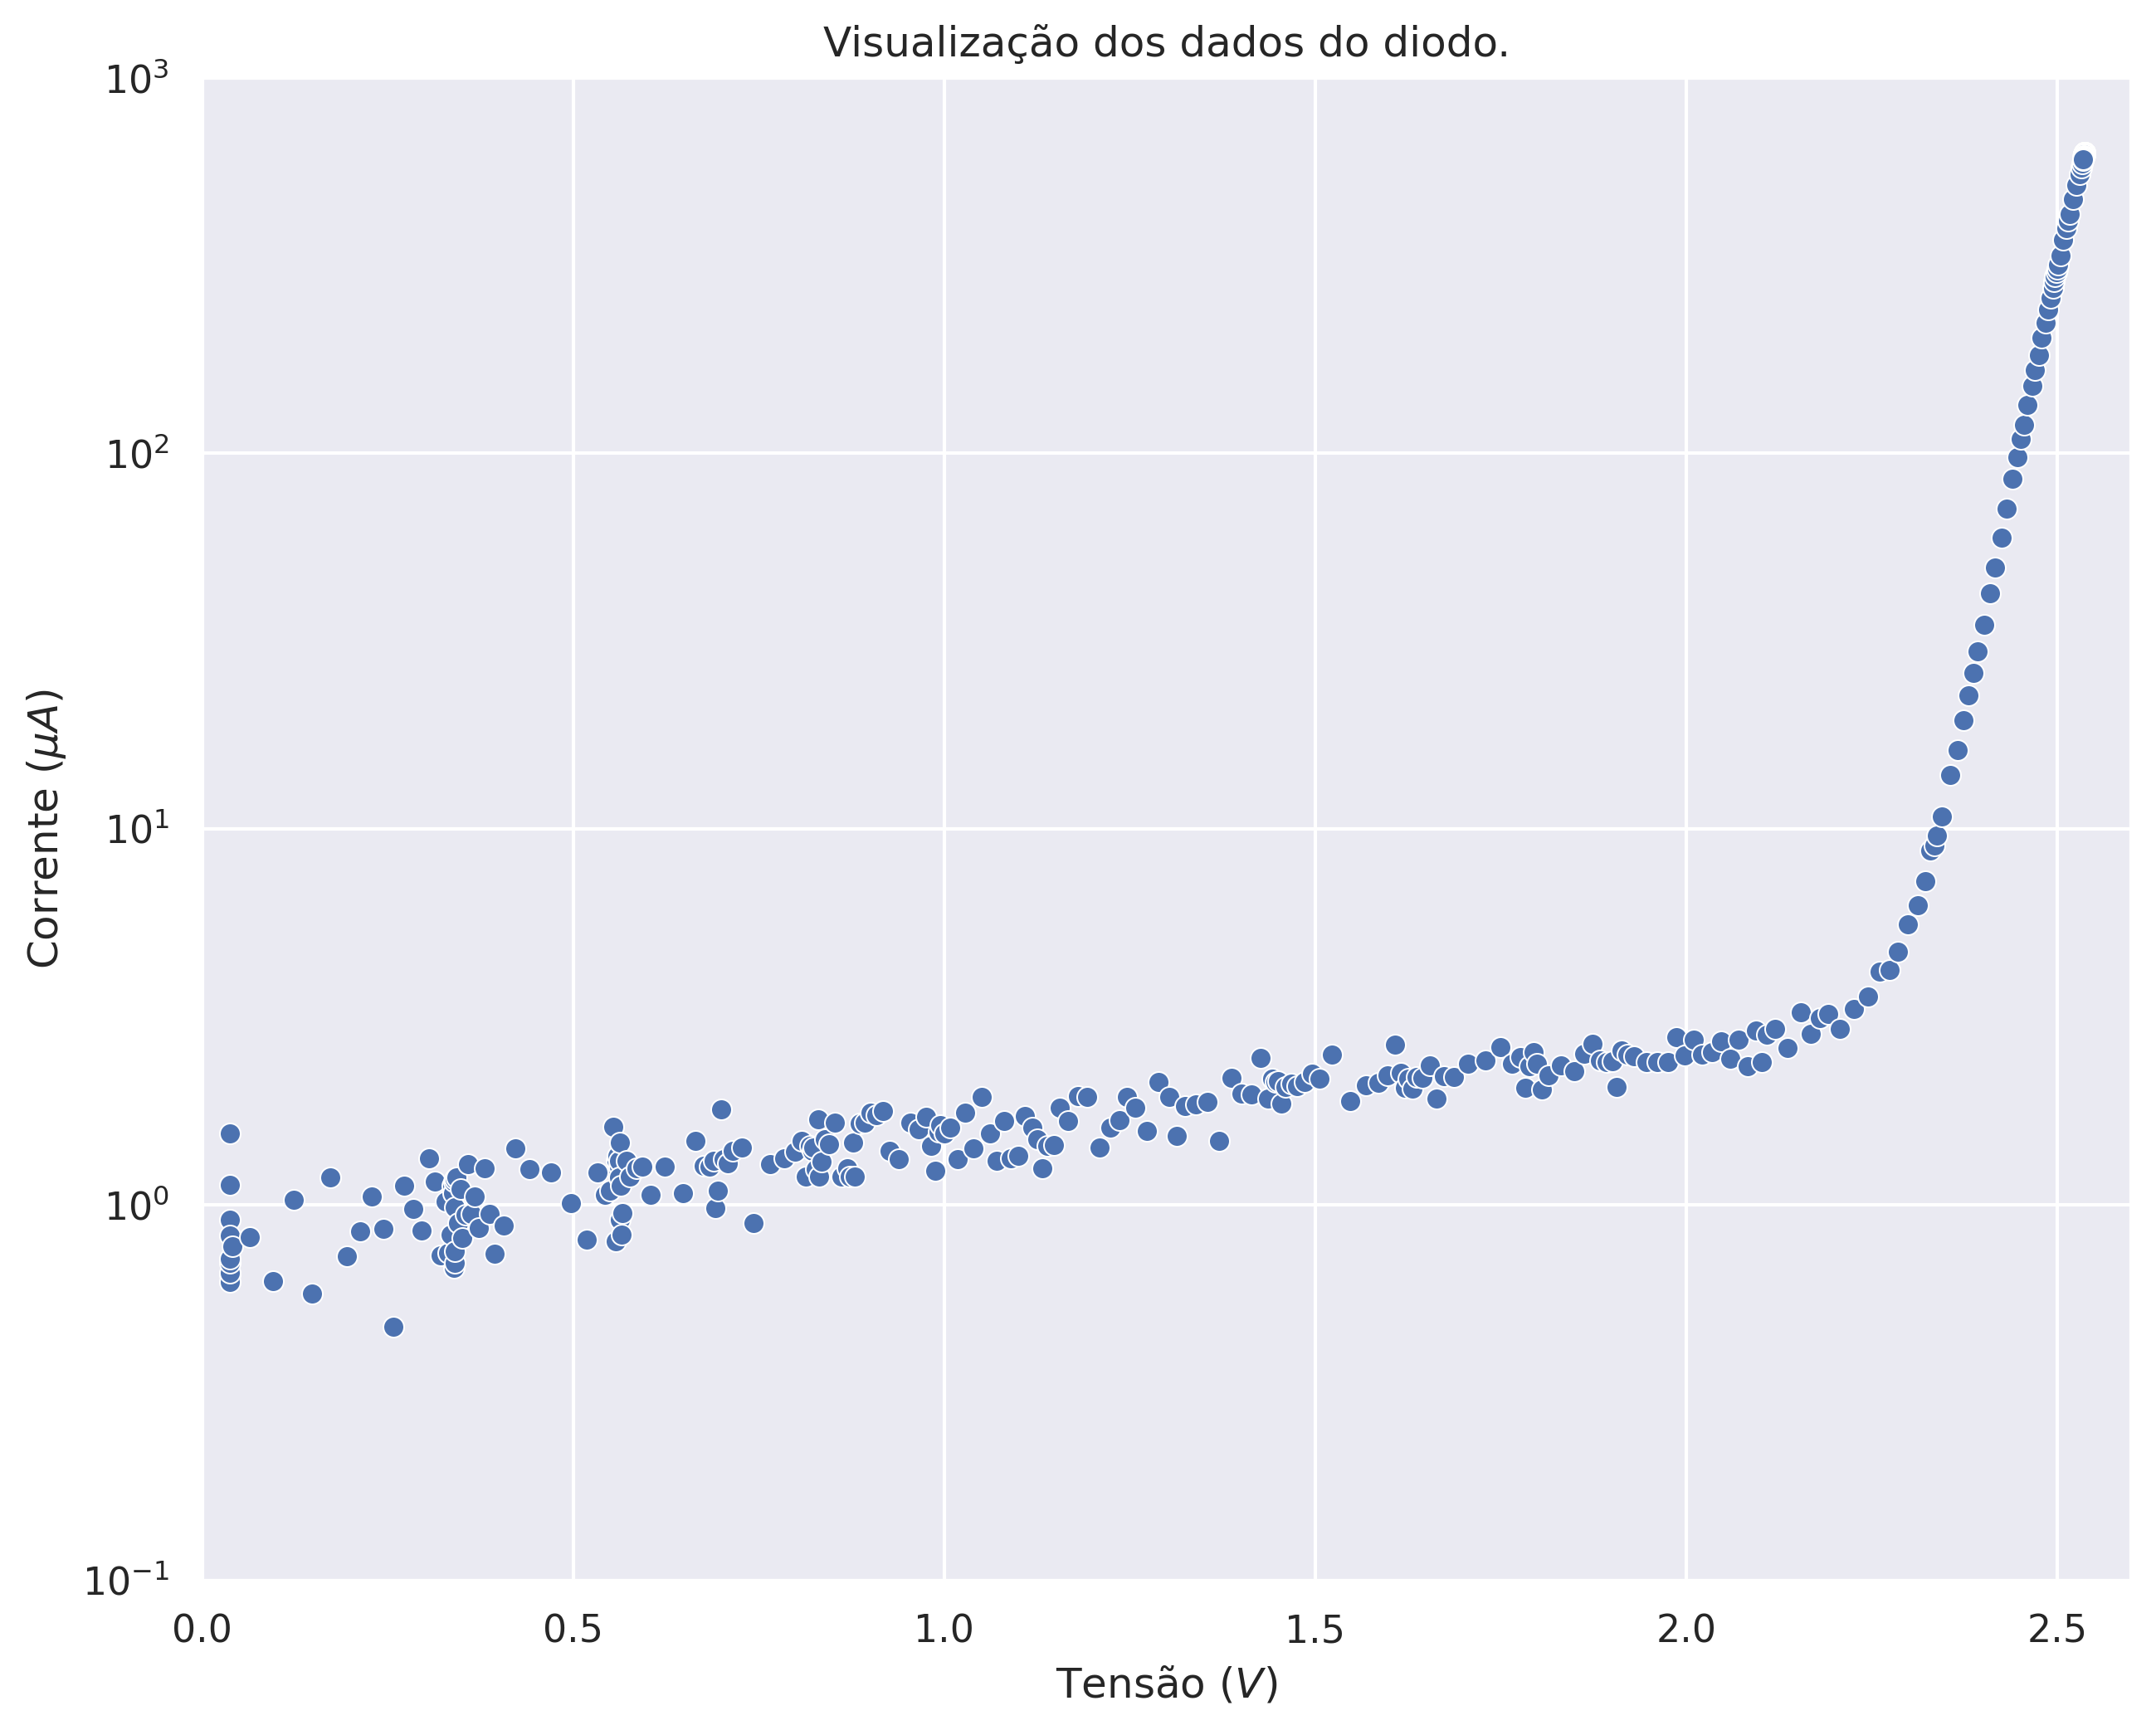 Visualização dos dados do diodo.
10³
10²
10¹
10⁰
10⁻¹
Corrente (μA)
0.0 0.5 1.0 1.5 2.0 2.5
Tensão (V)